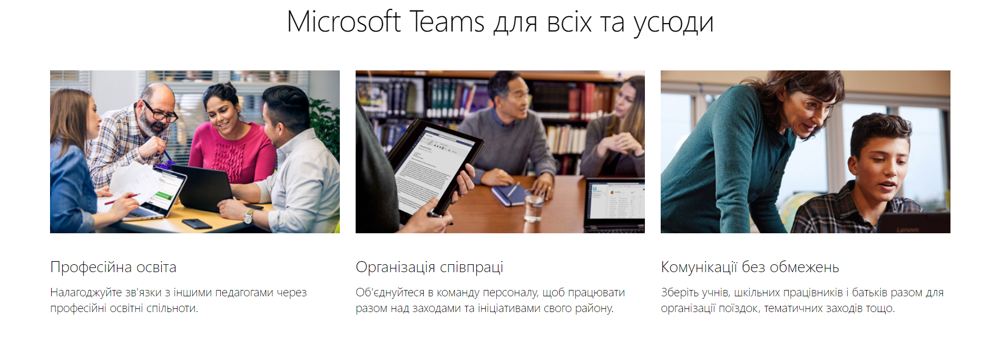 Microsoft Teams для всіх та усюди
Професійна освіта
Налагоджуйте зв'язки з іншими педагогами через
професійні освітні спільноти.
Організація співпраці
Об'єднуйтеся в команду персоналу, щоб працювати
разом над заходами та ініціативами свого району.
Lenovo
Комунікації без обмежень
Зберіть учнів, шкільних працівників і батьків разом для
організації поїздок, тематичних заходів тощо.